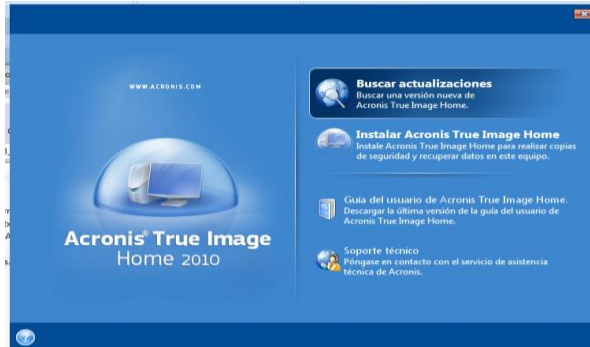 WWW.ACRONIS.COM
Acronis® True Image
Home 2010
Buscar actualizaciones
Buscar una versión nueva de
Acronis True Image Home.
Instalar Acronis True Image Home
Instale Acronis True Image Home para realizar copias
de seguridad y recuperar datos en este equipo.
Guía del usuario de Acronis True Image Home.
Descargar la última versión de la guía del usuario de
Acronis True Image Home.
Soporte técnico
Póngase en contacto con el servicio de asistencia
técnica de Acronis.
?